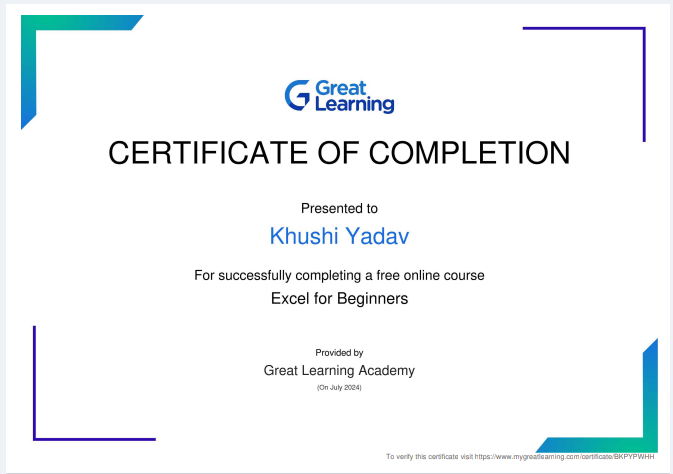 Great
Learning
CERTIFICATE OF COMPLETION
Presented to
Khushi Yadav
For successfully completing a free online course
Excel for Beginners
Provided by
Great Learning Academy
(On July 2024)
To verify this certificate visit https://www.mygreatlearning.com/certificate/BKPYPWHH